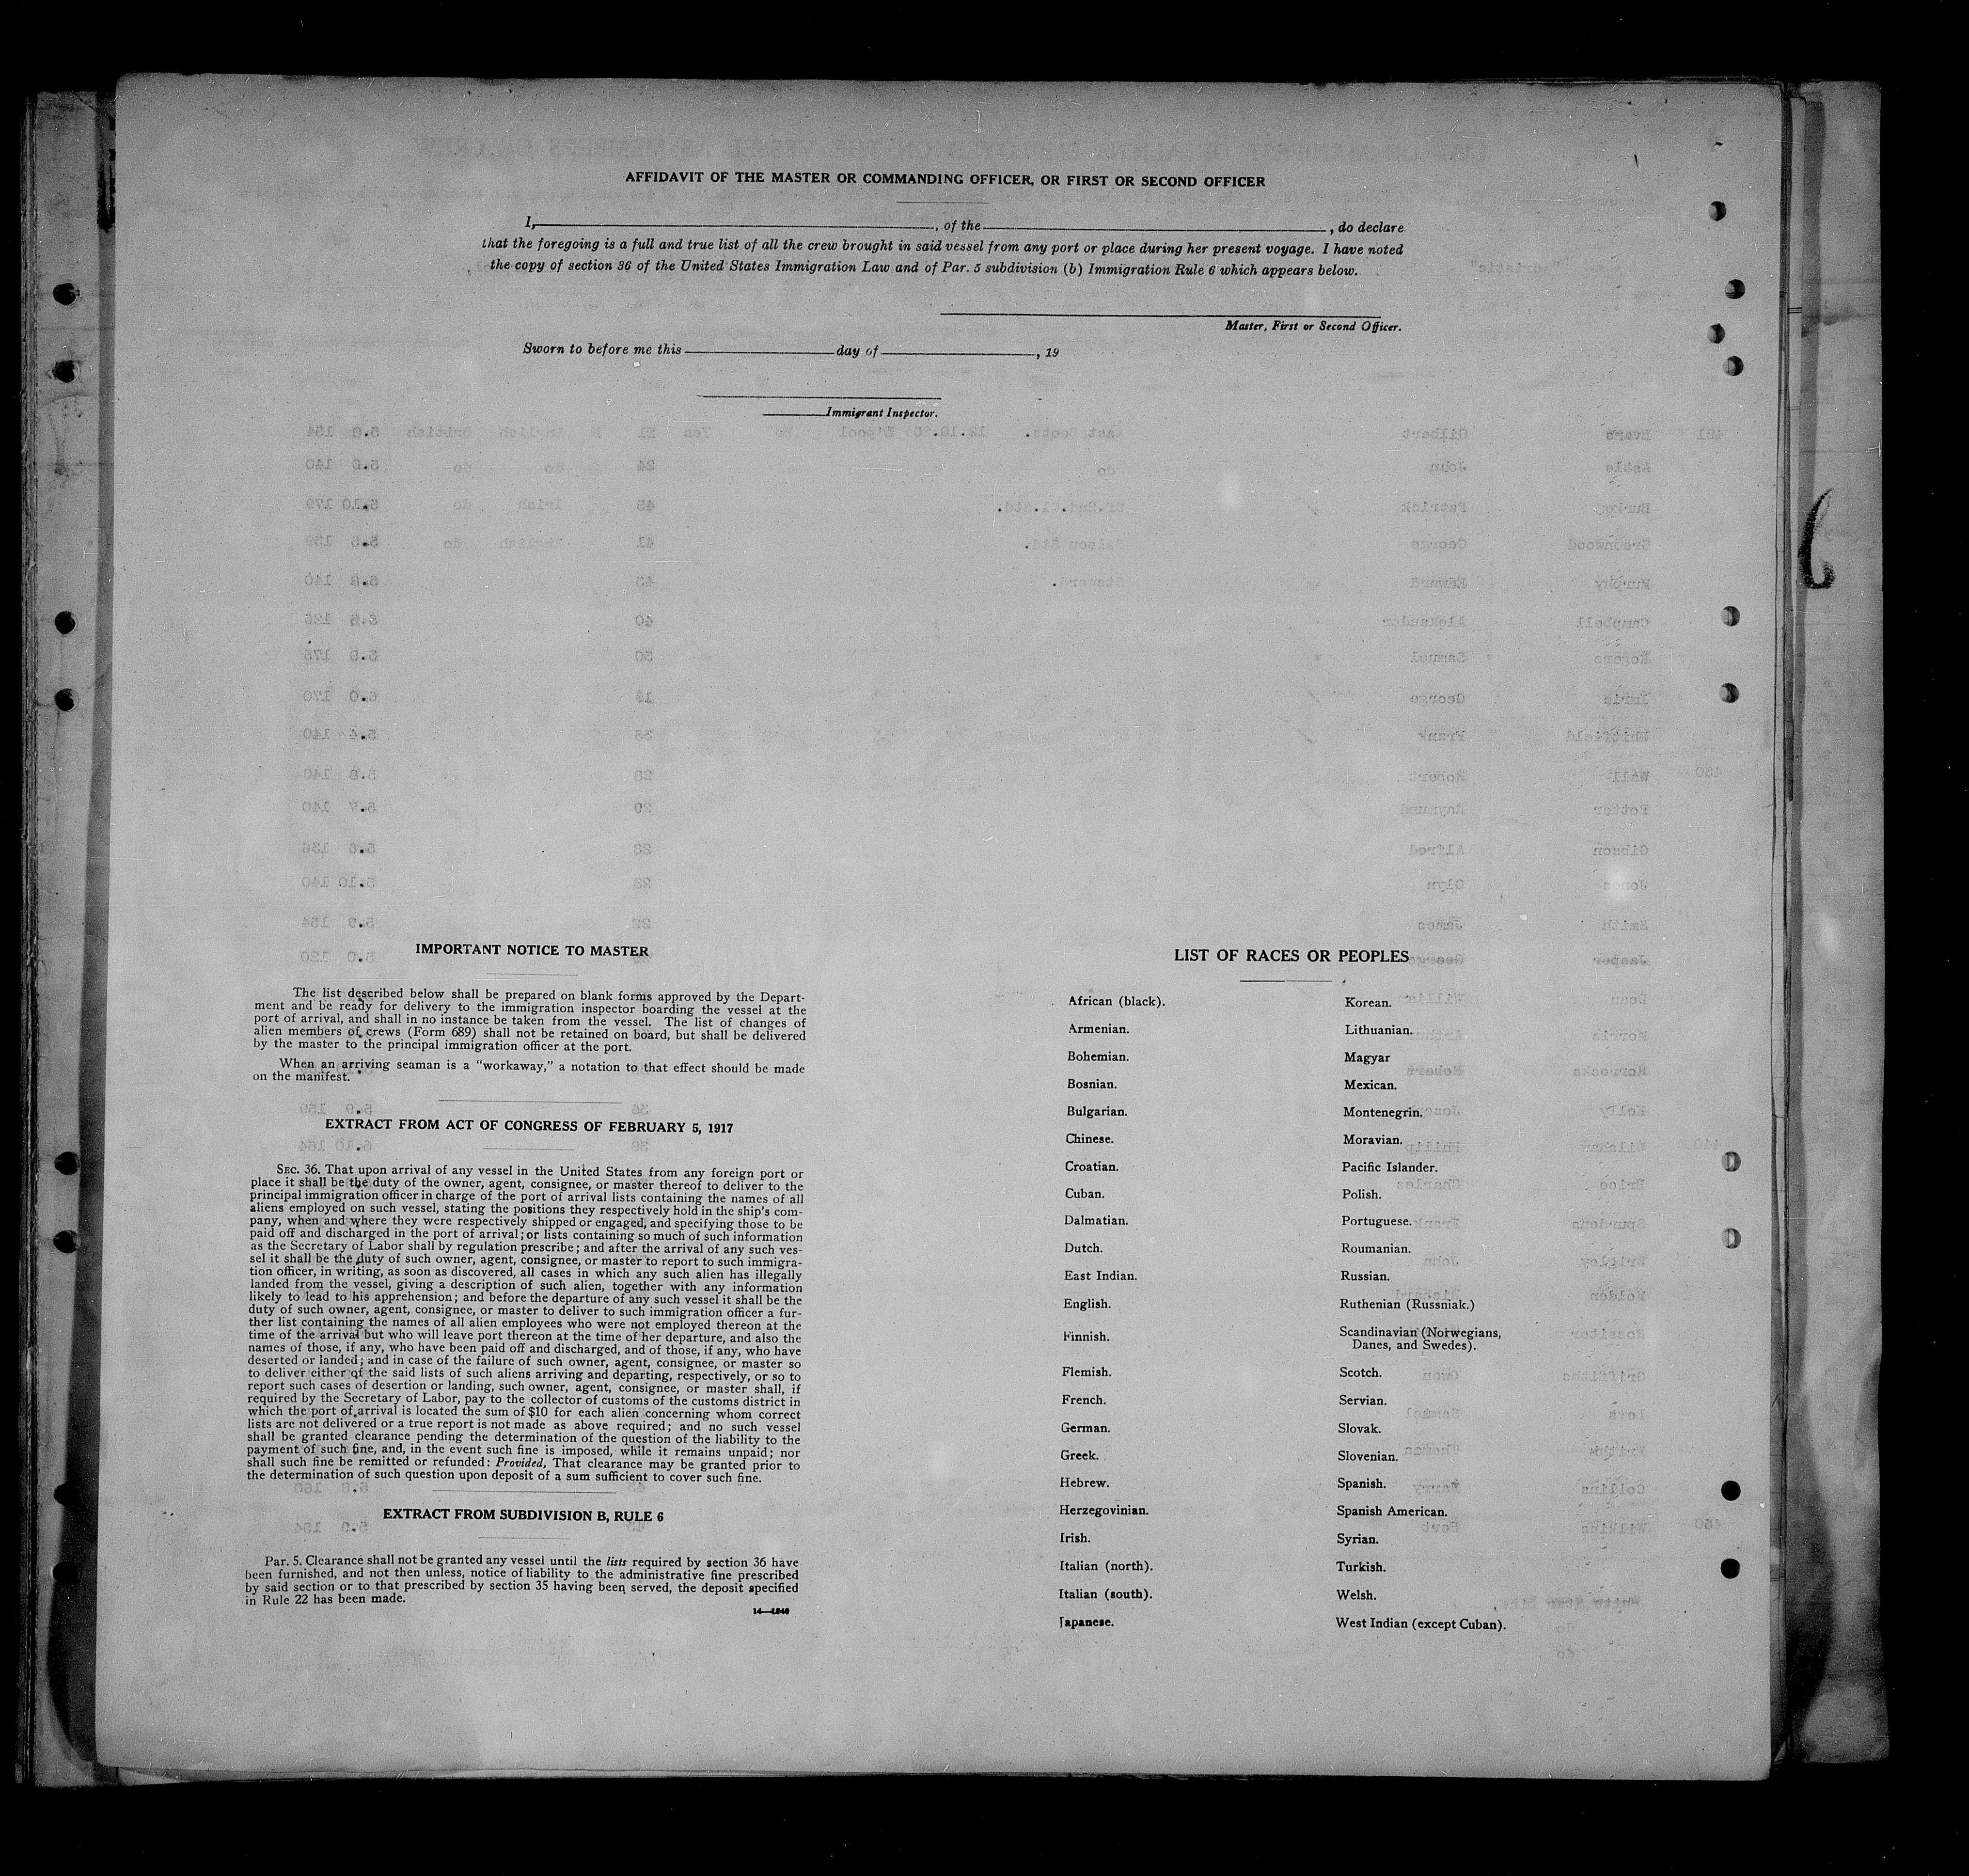 AFFIDAVIT OF THE MASTER OR COMMANDING OFFICER, OR FIRST OR SECOND OFFICER
I, , of the , do declare
that the foregoing is a full and true list of all the crew brought in said vessel from any port or place during her present voyage. I have noted
the copy of section 36 of the United States Immigration Law and of Par. 5 subdivision (b) Immigration Rule 6 which appears below.
Master, First or Second Officer.
Sworn to before me this day of , 19
Immigrant Inspector.
IMPORTANT NOTICE TO MASTER
The list described below shall be prepared on blank forms approved by the Depart-
ment and be ready for delivery to the immigration inspector boarding the vessel at the
port of arrival, and shall in no instance be taken from the vessel. The list of changes of
alien members of crews (Form 689) shall not be retained on board, but shall be delivered
by the master to the principal immigration officer at the port.
When an arriving seaman is a "workaway," a notation to that effect should be made
on the manifest.
EXTRACT FROM ACT OF CONGRESS OF FEBRUARY 5, 1917
SEC. 36. That upon arrival of any vessel in the United States from any foreign port or
place it shall be the duty of the owner, agent, consignee, or master thereof to deliver to the
principal immigration officer in charge of the port of arrival lists containing the names of all
aliens employed on such vessel, stating the positions they respectively hold in the ship's com-
pany, when and where they were respectively shipped or engaged, and specifying those to be
paid off and discharged in the port of arrival; or lists containing so much of such information
as the Secretary of Labor shall by regulation prescribe; and after the arrival of any such ves-
sel it shall be the duty of such owner, agent, consignee, or master to report to such immigra-
tion officer, in writing, as soon as discovered, all cases in which any such alien has illegally
landed from the vessel, giving a description of such alien, together with any information
likely to lead to his apprehension; and before the departure of any such vessel it shall be the
duty of such owner, agent, consignee, or master to deliver to such immigration officer a fur-
ther list containing the names of all alien employees who were not employed thereon at the
time of the arrival but who will leave port thereon at the time of her departure, and also the
names of those, if any, who have been paid off and discharged, and of those, if any, who have
deserted or landed; and in case of the failure of such owner, agent, consignee, or master so
to deliver either of the said lists of such aliens arriving and departing, respectively, or so to
report such cases of desertion or landing, such owner, agent, consignee, or master shall, if
required by the Secretary of Labor, pay to the collector of customs of the customs district in
which the port of arrival is located the sum of $10 for each alien concerning whom correct
lists are not delivered or a true report is not made as above required; and no such vessel
shall be granted clearance pending the determination of the question of the liability to the
payment of such fine, and, in the event such fine is imposed, while it remains unpaid; nor
shall such fine be remitted or refunded: Provided, That clearance may be granted prior to
the determination of such question upon deposit of a sum sufficient to cover such fine.
EXTRACT FROM SUBDIVISION B, RULE 6
Par. 5. Clearance shall not be granted any vessel until the lists required by section 36 have
been furnished, and not then unless, notice of liability to the administrative fine prescribed
by said section or to that prescribed by section 35 having been served, the deposit specified
in Rule 22 has been made.
LIST OF RACES OR PEOPLES
African (black).
Armenian.
Bohemian.
Bosnian.
Bulgarian.
Chinese.
Croatian.
Cuban.
Dalmatian.
Dutch.
East Indian.
English.
Finnish.
Flemish.
French.
German.
Greek.
Hebrew.
Herzegovinian.
Irish.
Italian (north).
Italian (south).
Japanese.
Korean.
Lithuanian.
Magyar
Mexican.
Montenegrin.
Moravian.
Pacific Islander.
Polish.
Portuguese.
Roumanian.
Russian.
Ruthenian (Russniak.)
Scandinavian (Norwegians,
Danes, and Swedes).
Scotch.
Servian.
Slovak.
Slovenian.
Spanish.
Spanish American.
Syrian.
Turkish.
Welsh.
West Indian (except Cuban).
6